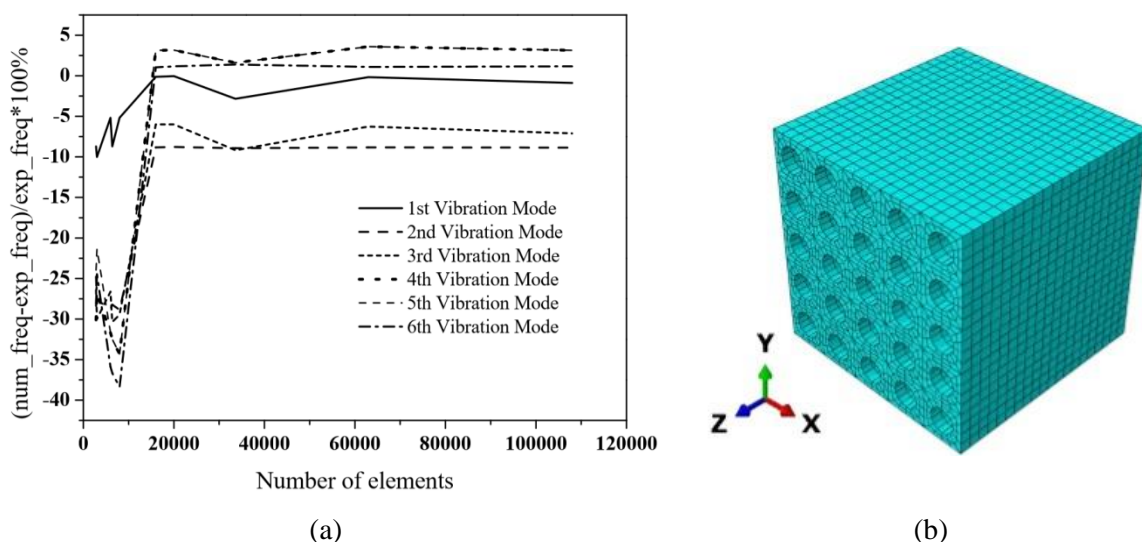 (num_freq-exp_freq)/exp_freq*100%
5
0
-5
-10
-15
-20
-25
-30
-35
-40
0 20000 40000 60000 80000 100000 120000
Number of elements
1st Vibration Mode
2nd Vibration Mode
3rd Vibration Mode
4th Vibration Mode
5th Vibration Mode
6th Vibration Mode
(a)
Y
Z X
(b)